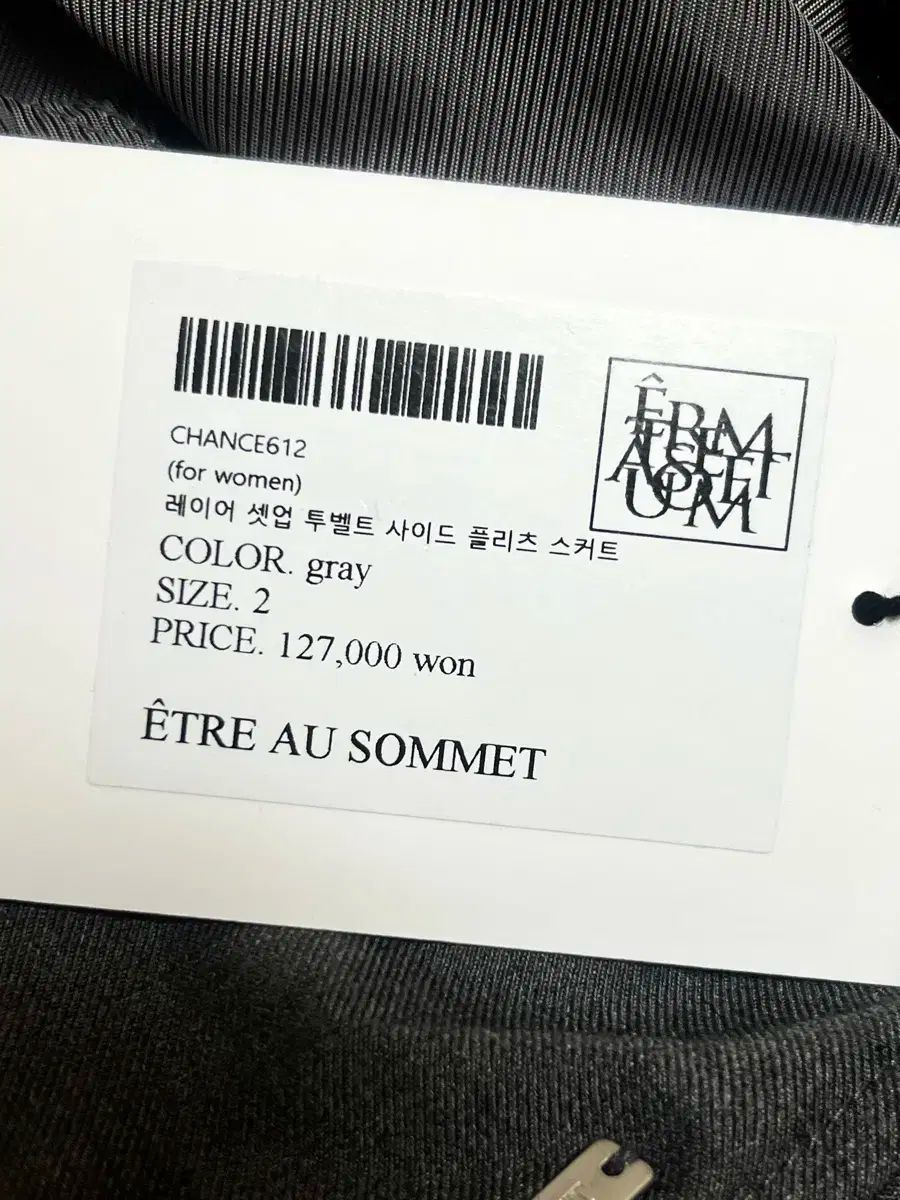 CHANCE612
(for women)
레이어 셋업 투벨트 사이드 플리츠 스커트
COLOR. gray
SIZE. 2
PRICE. 127,000 won
ÊTRE AU SOMMET